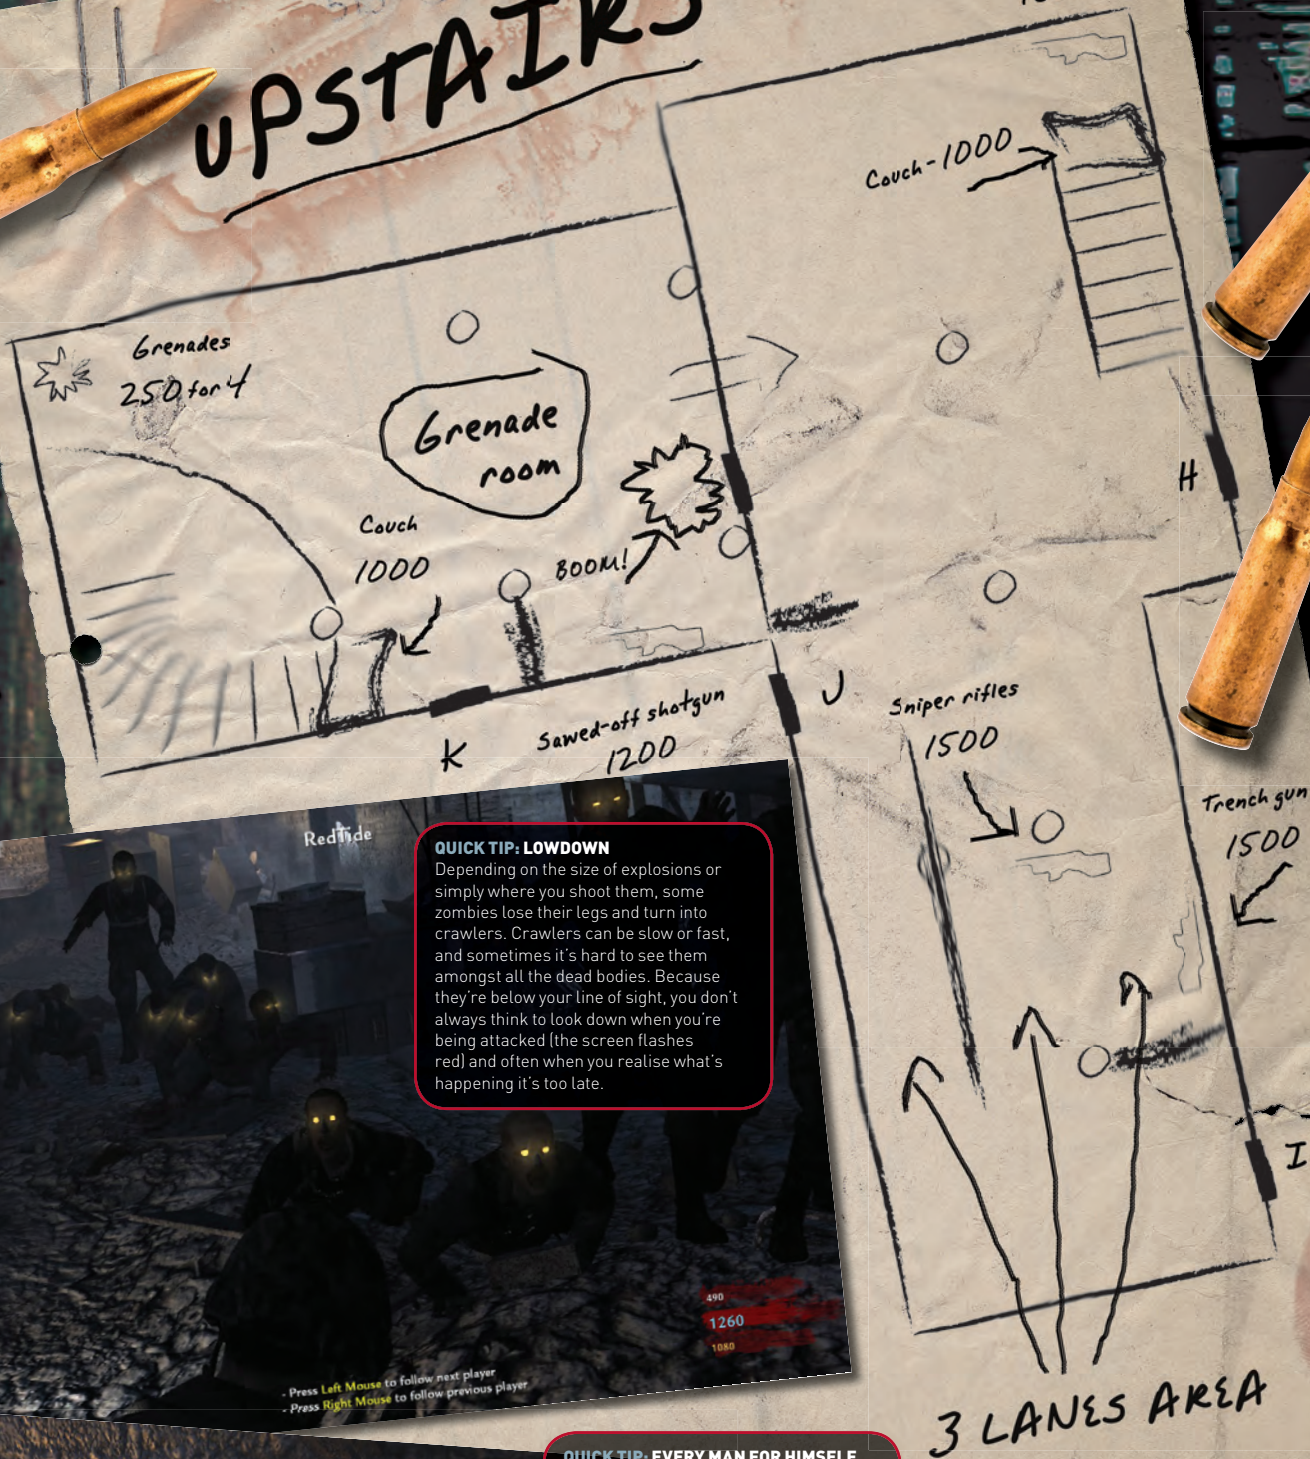 UPSTAIRS
Couch - 1000
Grenades
250 for 4
Grenade
room
H
Couch
1000
BOOM!
J
Sniper rifles
1500
Sawed-off shotgun
1200
K
Trench gun
1500
I
3 LANES AREA
RedTide
QUICK TIP: LOWDOWN
Depending on the size of explosions or
simply where you shoot them, some
zombies lose their legs and turn into
crawlers. Crawlers can be slow or fast,
and sometimes it's hard to see them
amongst all the dead bodies. Because
they're below your line of sight, you don't
always think to look down when you're
being attacked (the screen flashes
red) and often when you realise what's
happening it's too late.
490
1260
1080
- Press Left Mouse to follow next player
- Press Right Mouse to follow previous player
QUICK TIP: EVERY MAN FOR HIMSELF